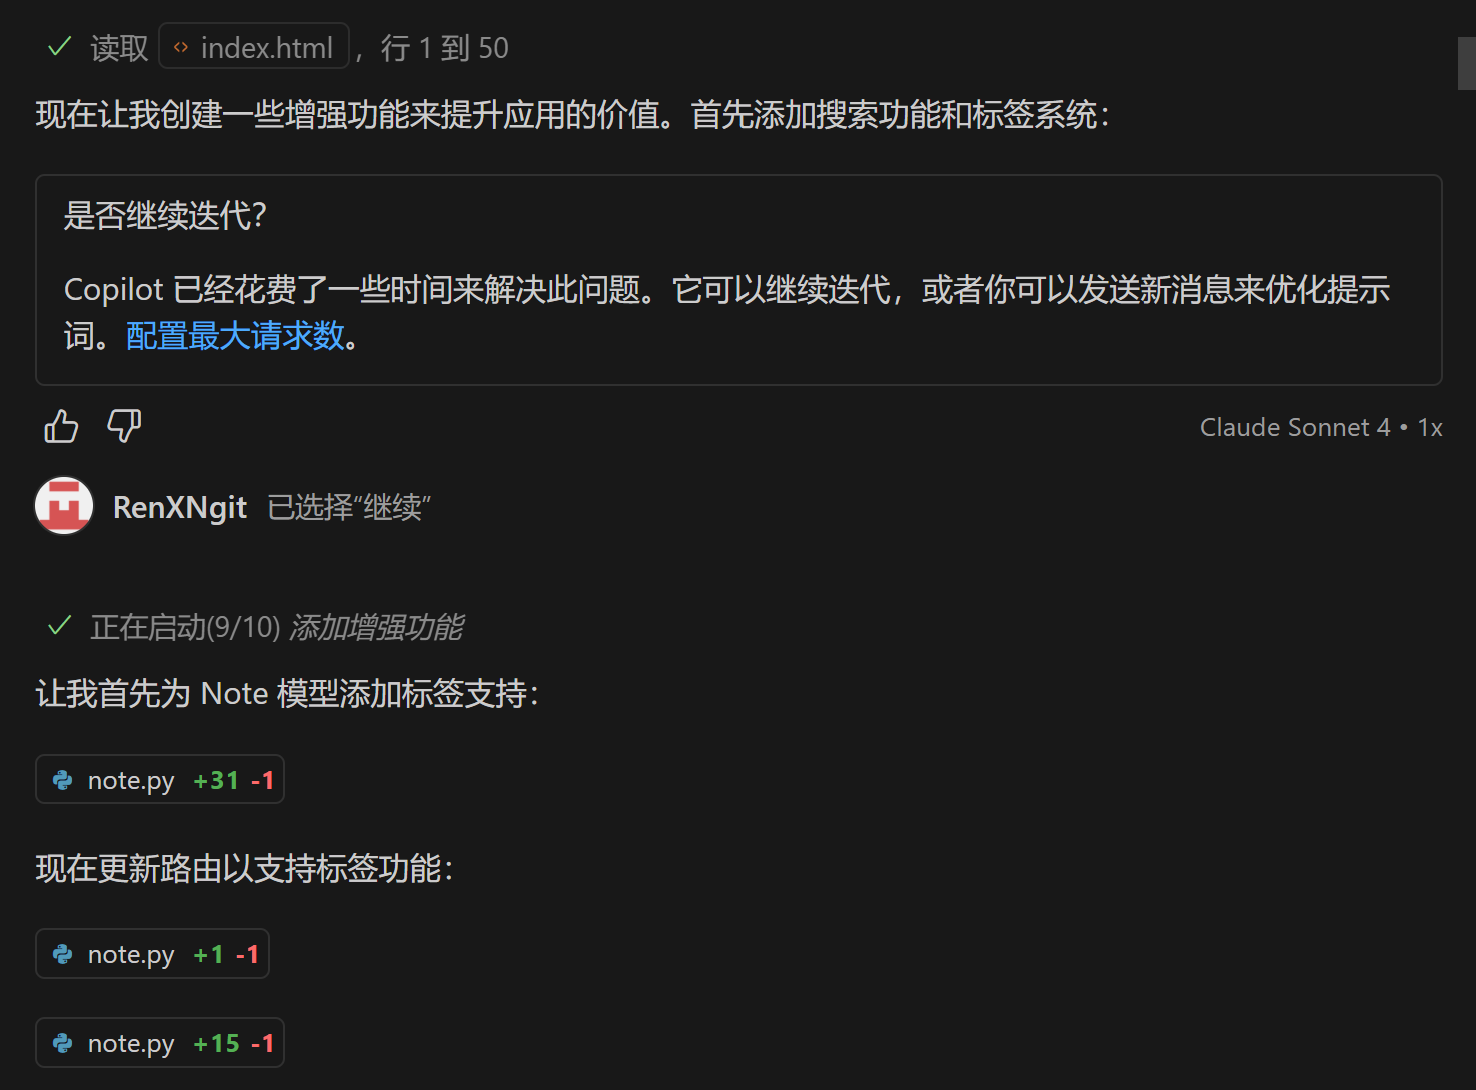 读取 index.html，行 1 到 50
现在让我创建一些增强功能来提升应用的价值。首先添加搜索功能和标签系统：
是否继续迭代？
Copilot 已经花费了一些时间来解决此问题。它可以继续迭代，或者你可以发送新消息来优化提示
词。配置最大请求数。
Claude Sonnet 4 • 1x
RenXNgit 已选择“继续”
正在启动(9/10) 添加增强功能
让我首先为 Note 模型添加标签支持：
note.py +31 -1
现在更新路由以支持标签功能：
note.py +1 -1
note.py +15 -1